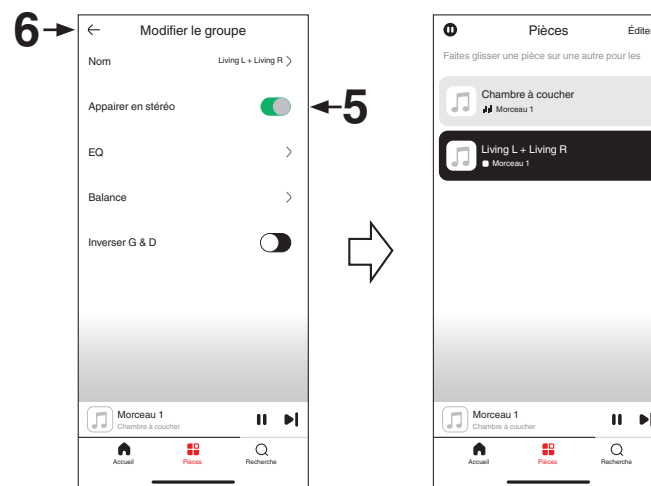 6
Modifier le groupe
Nom Living L + Living R
Appairer en stéréo
5
EQ
Balance
Inverser G & D
Morceau 1
Chambre à coucher
Accueil Pièces Recherche
Pièces Éditer
Faites glisser une pièce sur une autre pour les
Chambre à coucher
Morceau 1
Living L + Living R
Morceau 1
Morceau 1
Chambre à coucher
Accueil Pièces Recherche